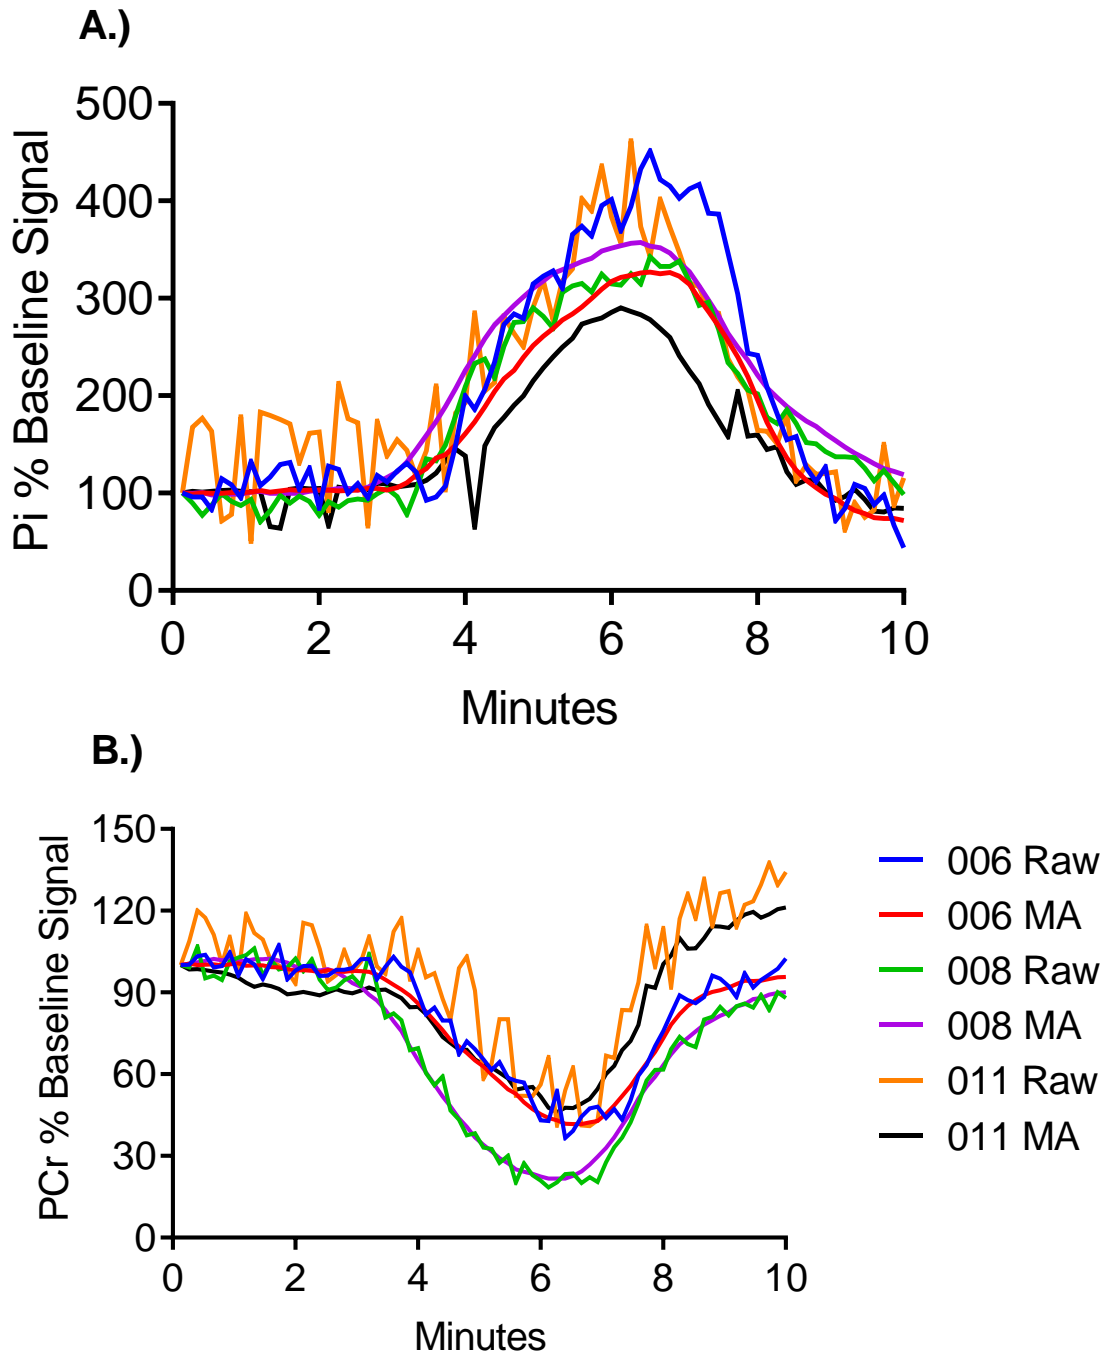 A.)
Pi % Baseline Signal
500
400
300
200
100
0
0 2 4 6 8 10
Minutes
B.)
PCr % Baseline Signal
150
120
90
60
30
0
0 2 4 6 8 10
Minutes
006 Raw
006 MA
008 Raw
008 MA
011 Raw
011 MA